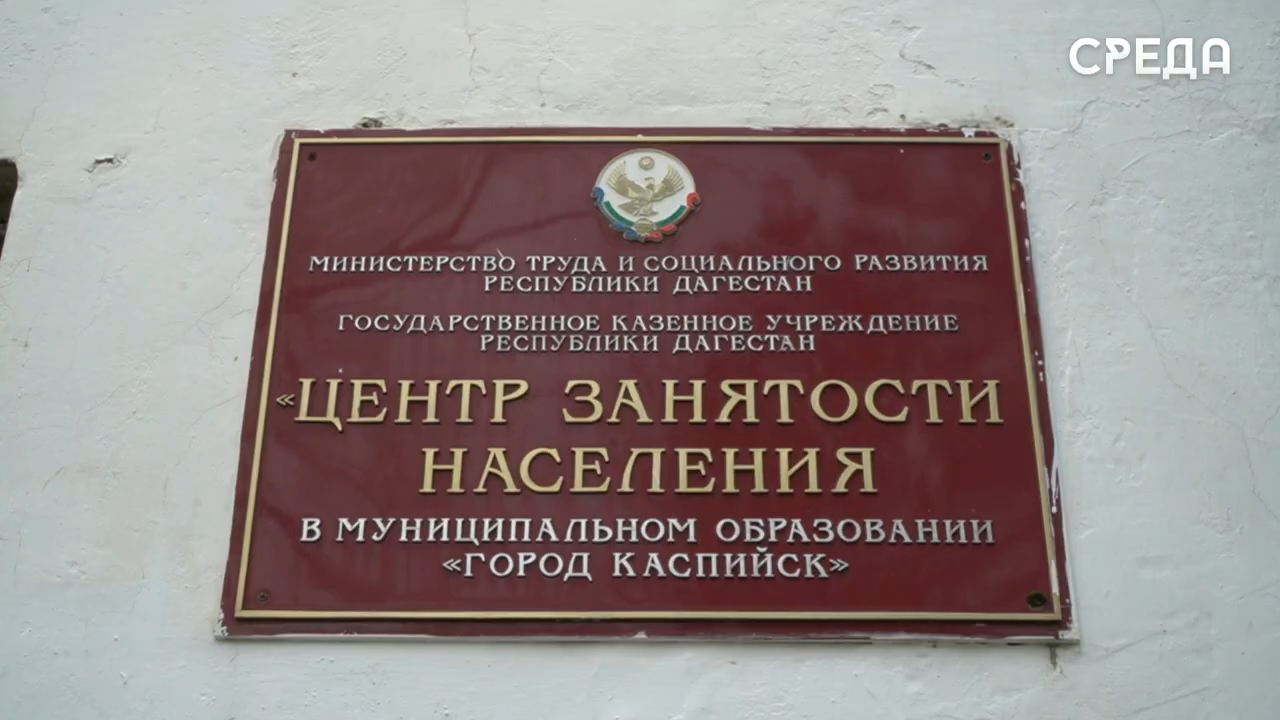 СРЕДА
МИНИСТЕРСТВО ТРУДА И СОЦИАЛЬНОГО РАЗВИТИЯ
РЕСПУБЛИКИ ДАГЕСТАН
ГОСУДАРСТВЕННОЕ КАЗЕННОЕ УЧРЕЖДЕНИЕ
РЕСПУБЛИКИ ДАГЕСТАН
«ЦЕНТР ЗАНЯТОСТИ
НАСЕЛЕНИЯ
В МУНИЦИПАЛЬНОМ ОБРАЗОВАНИИ
«ГОРОД КАСПИЙСК»